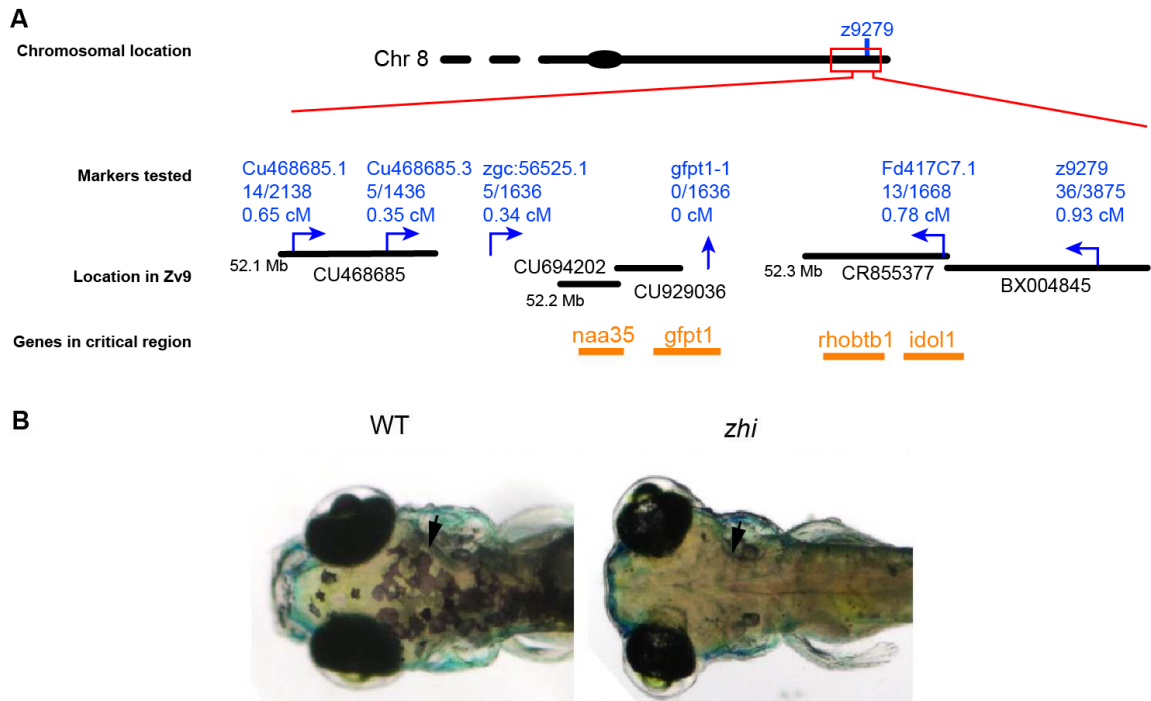 A
Chromosomal location
Chr 8
z9279
Markers tested
Cu468685.1
14/2138
0.65 cM
Cu468685.3
5/1436
0.35 cM
zgc:56525.1
5/1636
0.34 cM
gfpt1-1
0/1636
0 cM
Fd417C7.1
13/1668
0.78 cM
z9279
36/3875
0.93 cM
Location in Zv9
52.1 Mb
CU468685
CU694202
52.2 Mb
CU929036
52.3 Mb
CR855377
BX004845
Genes in critical region
naa35
gfpt1
rhobtb1
idol1
B
WT
zhi